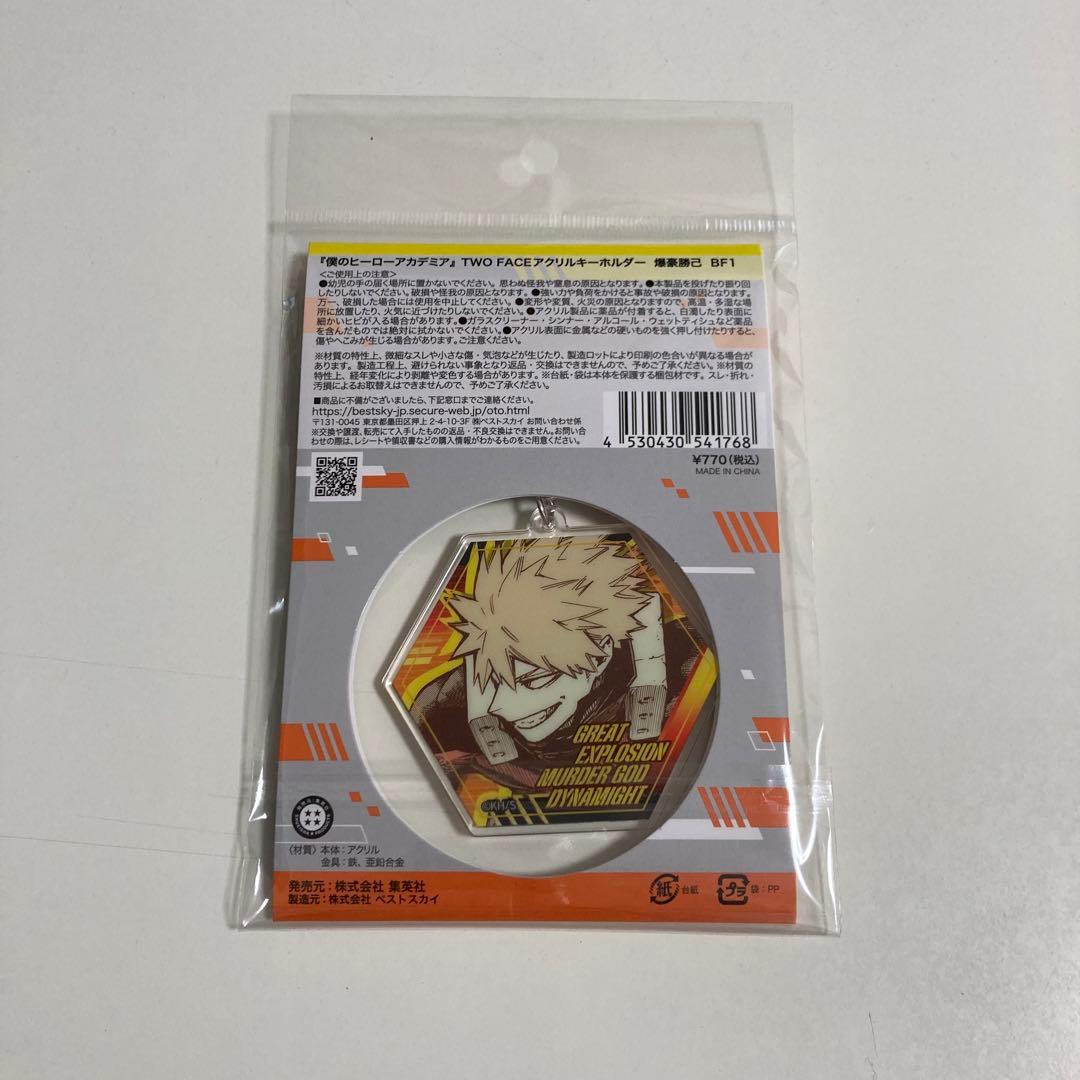 『僕のヒーローアカデミア』 TWO FACEアクリルキーホルダー 爆豪勝己 BF1
<ご使用上の注意>
●幼児の手の届く場所に置かないでください。思わぬ怪我や窒息の原因となります。●本製品を投げたり振り回
したりしないでください。破損や怪我の原因となります。●強い力や負荷をかけると事故や破損の原因となります。
万一、破損した場合には使用を中止してください。●変形や変質、火災の原因となりますので、高温・多湿な場
所に放置したり、火気に近づけたりしないでください。●アクリル製品に薬品が付着すると、白濁したり表面に
細かいヒビが入る場合があります。●ガラスクリーナー・シンナー・アルコール・ウェットティシュなど薬品
を含んだものでは絶対に拭かないでください。●アクリル表面に金属などの硬いものを強く押し付けたりすると、
傷やへこみが生じる場合がございます。ご注意ください。
※材質の特性上、微細なスレや小さな傷・気泡などが生じたり、製造ロットにより印刷の色合いが異なる場合が
あります。製造工程上、避けられない事象となり返品・交換はできませんので、予めご了承ください。※材質の
特性上、経年変化により剥離や変色する場合があります。※台紙・袋は本体を保護する梱包材です。スレ・折れ・
汚損によるお取替えはできませんので、予めご了承ください。
■商品に不備がございましたら、下記窓口までご連絡ください。
https://bestsky-jp.secure-web.jp/oto.html
〒131-0045 東京都墨田区押上 2-4-10-3F ㈱ベストスカイ お問い合わせ係
※交換や譲渡、転売にて入手したものの返品・不良交換はできません。お問い合
わせの際は、レシートや領収書などの購入情報がわかるものをご用意ください。
4 530430 541768
¥770(税込)
MADE IN CHINA
GREAT
EXPLOSION
MURDER GOD
DYNAMIGHT
©KH/S
〈材質〉本体：アクリル
金具：鉄、亜鉛合金
発売元：株式会社 集英社
製造元：株式会社 ベストスカイ
紙 台紙
プラ 袋：PP